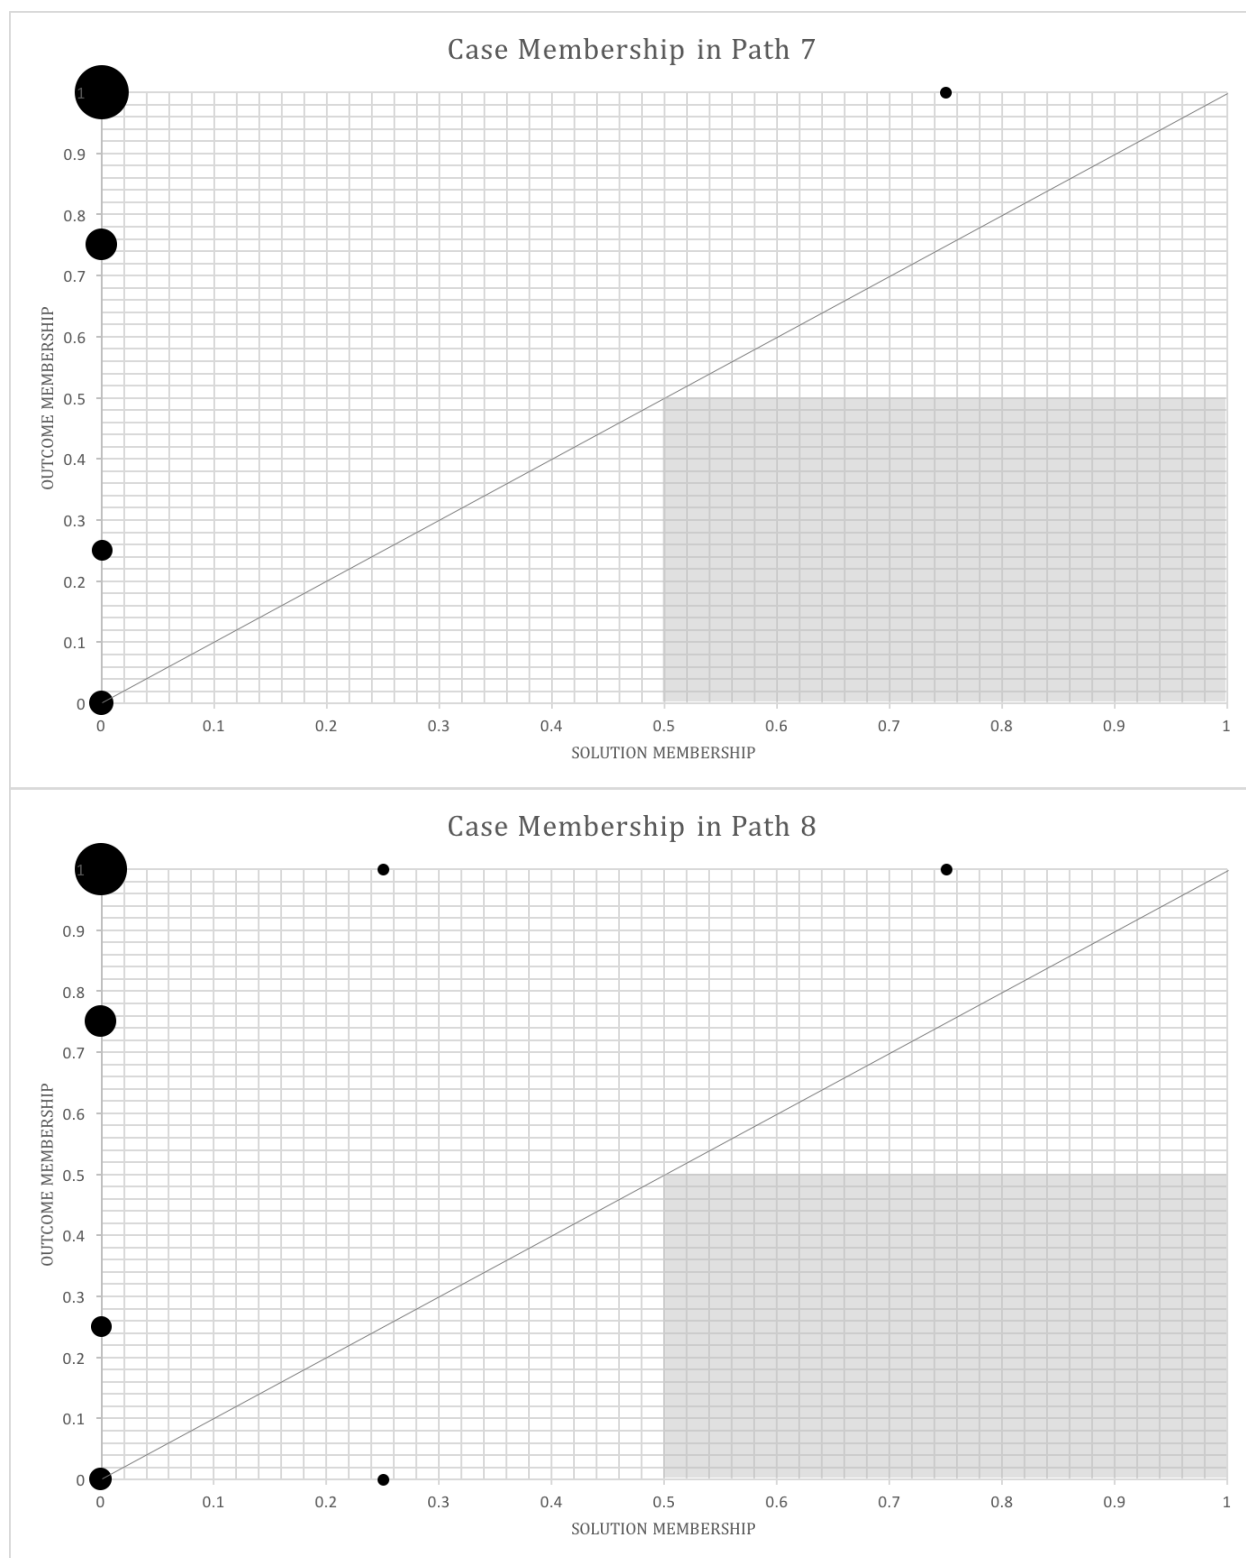 Case Membership in Path 7
1
0.9
0.8
0.7
0.6
0.5
0.4
0.3
0.2
0.1
0
OUTCOME MEMBERSHIP
0 0.1 0.2 0.3 0.4 0.5 0.6 0.7 0.8 0.9 1
SOLUTION MEMBERSHIP
Case Membership in Path 8
1
0.9
0.8
0.7
0.6
0.5
0.4
0.3
0.2
0.1
0
OUTCOME MEMBERSHIP
0 0.1 0.2 0.3 0.4 0.5 0.6 0.7 0.8 0.9 1
SOLUTION MEMBERSHIP